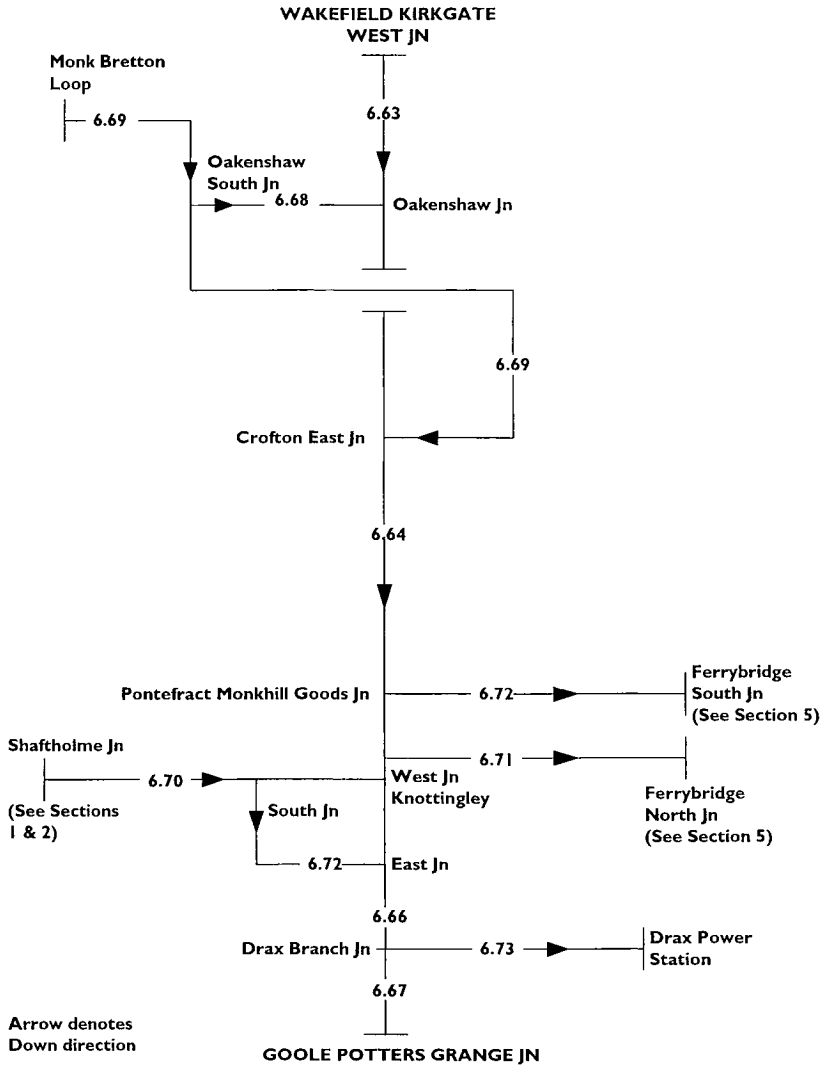 WAKEFIELD KIRKGATE
WEST JN
Monk Bretton
Loop
6.69
6.63
Oakenshaw
South Jn
6.68
Oakenshaw Jn
6.69
Crofton East Jn
6.64
Pontefract Monkhill Goods Jn
6.72
Ferrybridge
South Jn
(See Section 5)
Shaftholme Jn
6.70
(See Sections
1 & 2)
6.71
West Jn
Knottingley
Ferrybridge
North Jn
(See Section 5)
South Jn
6.72
East Jn
6.66
Drax Branch Jn
6.73
Drax Power
Station
6.67
Arrow denotes
Down direction
GOOLE POTTERS GRANGE JN